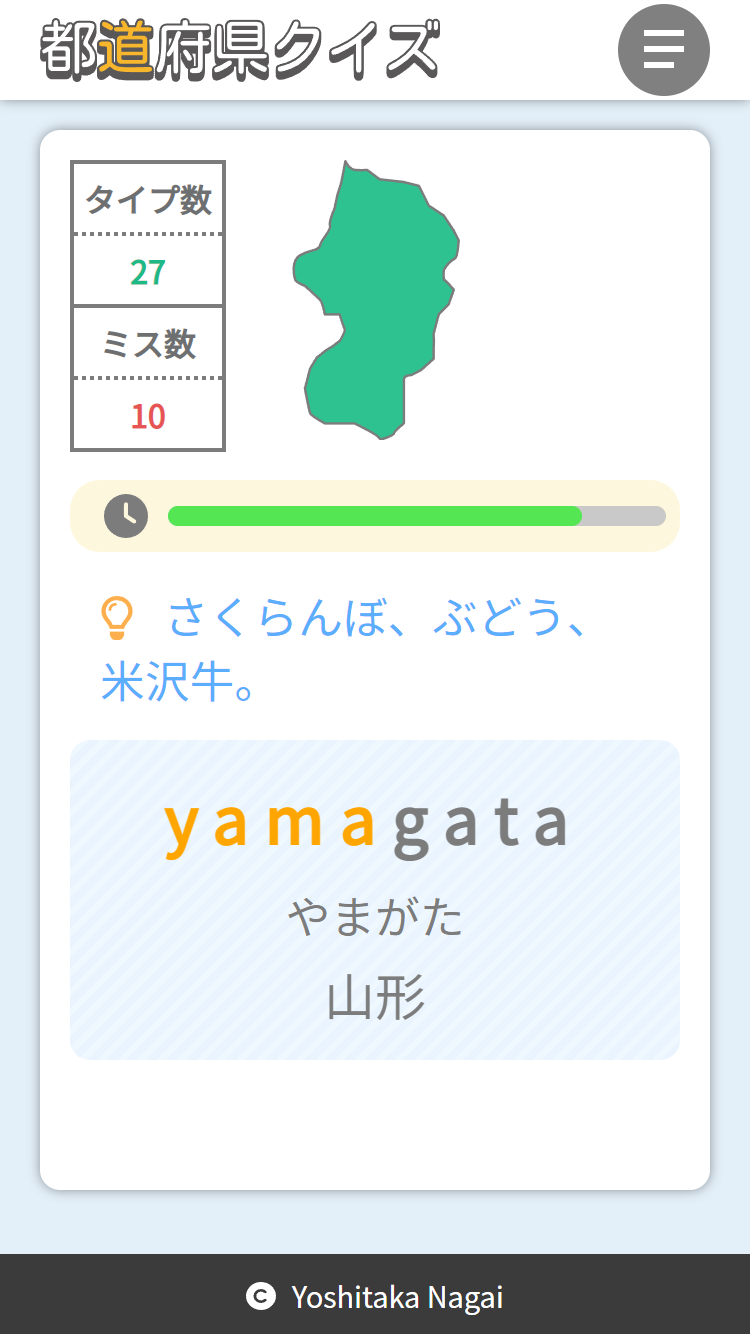 都道府県クイズ
タイプ数
27
ミス数
10
さくらんぼ、ぶどう、
米沢牛。
yamagata
やまがた
山形
© Yoshitaka Nagai